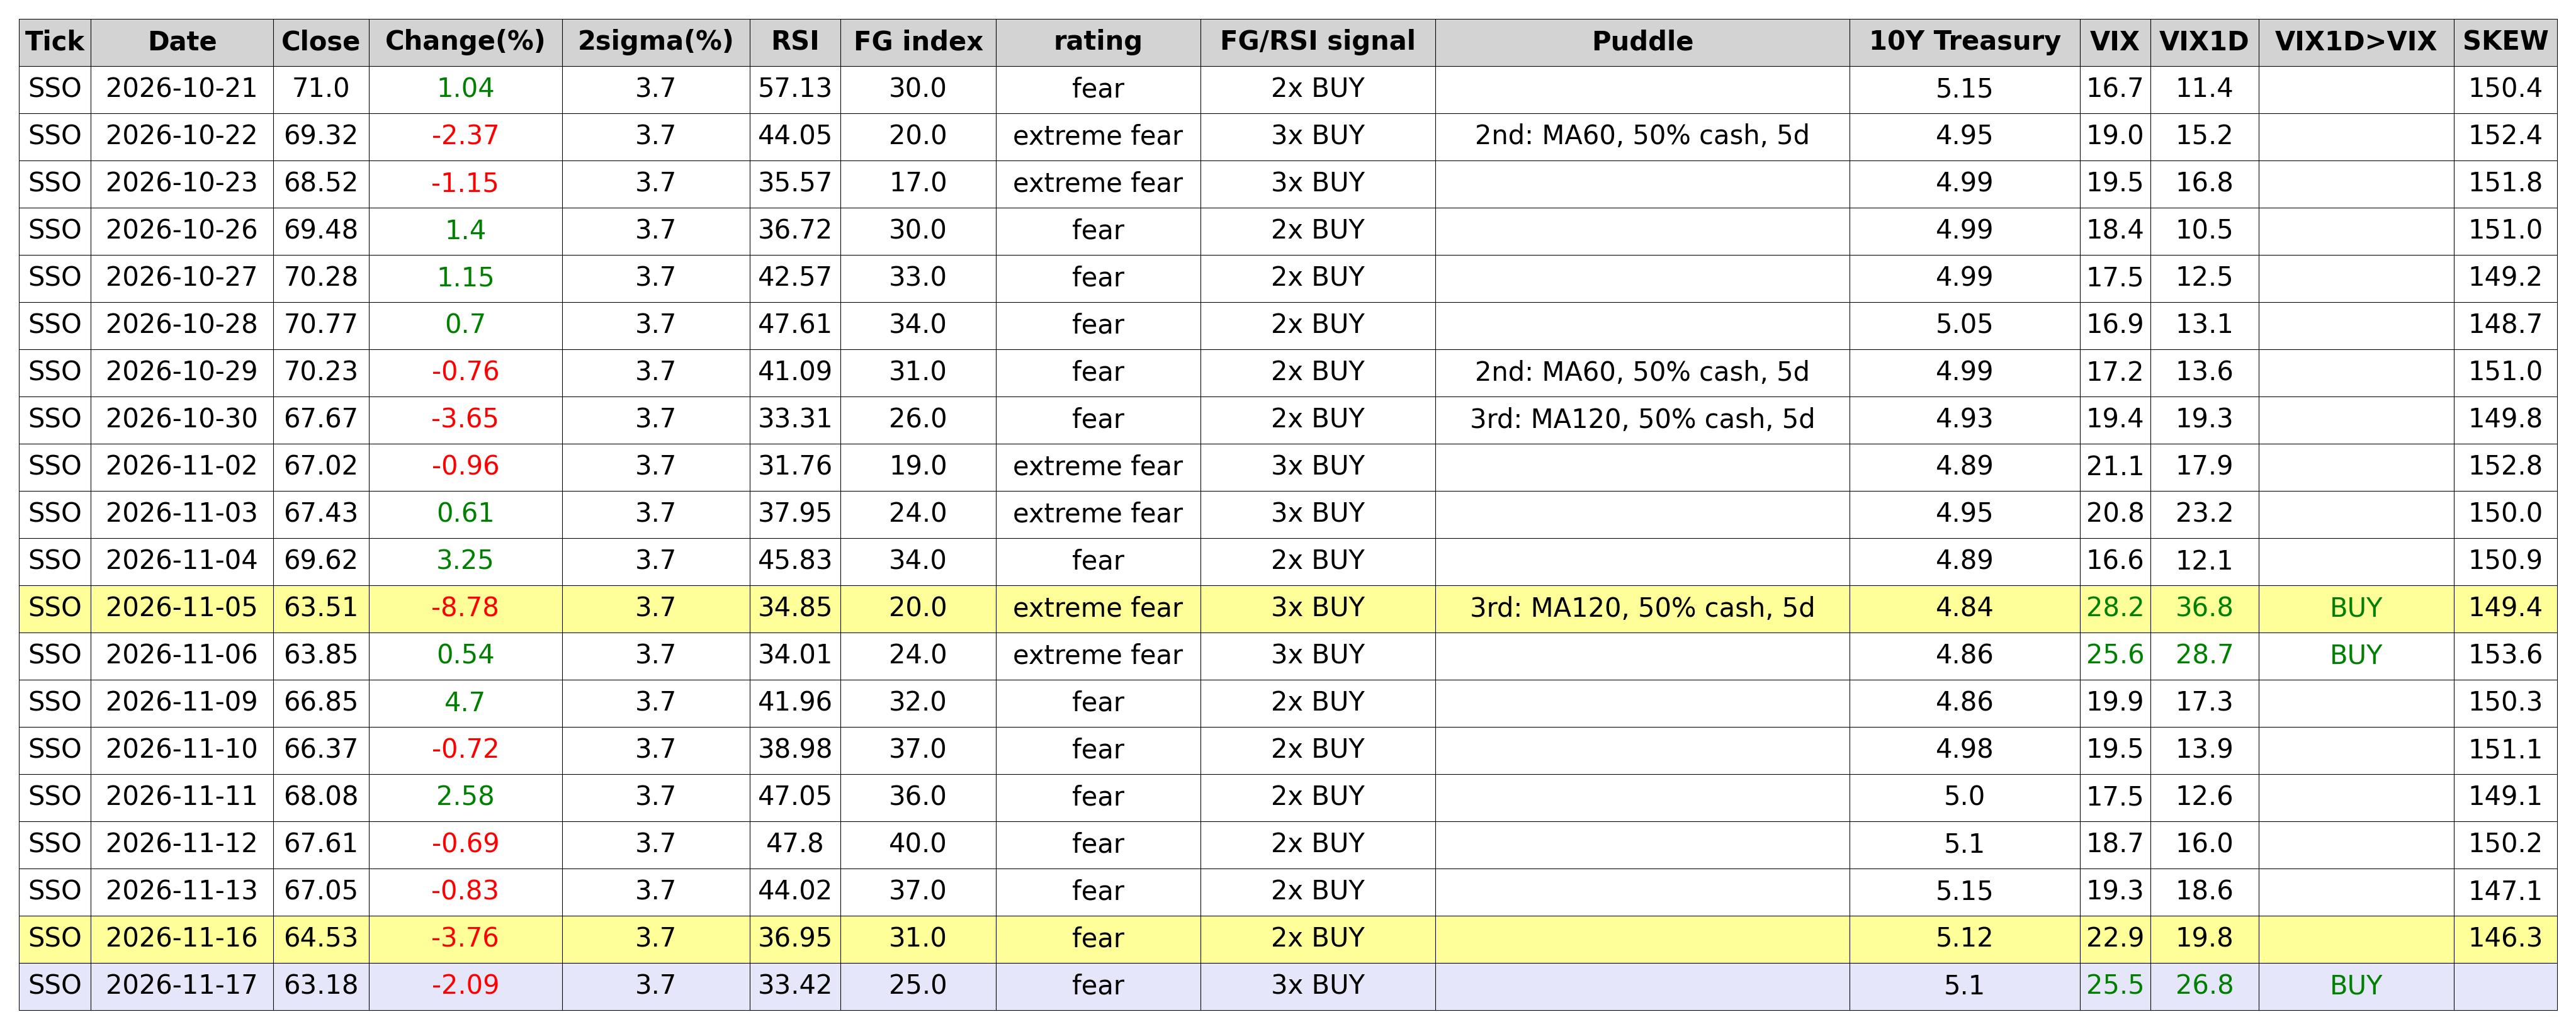 Tick Date Close Change(%) 2sigma(%) RSI FG index rating FG/RSI signal Puddle 10Y Treasury VIX VIX1D VIX1D>VIX SKEW
SSO 2026-10-21 71.0 1.04 3.7 57.13 30.0 fear 2x BUY 5.15 16.7 11.4 150.4
SSO 2026-10-22 69.32 -2.37 3.7 44.05 20.0 extreme fear 3x BUY 2nd: MA60, 50% cash, 5d 4.95 19.0 15.2 152.4
SSO 2026-10-23 68.52 -1.15 3.7 35.57 17.0 extreme fear 3x BUY 4.99 19.5 16.8 151.8
SSO 2026-10-26 69.48 1.4 3.7 36.72 30.0 fear 2x BUY 4.99 18.4 10.5 151.0
SSO 2026-10-27 70.28 1.15 3.7 42.57 33.0 fear 2x BUY 4.99 17.5 12.5 149.2
SSO 2026-10-28 70.77 0.7 3.7 47.61 34.0 fear 2x BUY 5.05 16.9 13.1 148.7
SSO 2026-10-29 70.23 -0.76 3.7 41.09 31.0 fear 2x BUY 2nd: MA60, 50% cash, 5d 4.99 17.2 13.6 151.0
SSO 2026-10-30 67.67 -3.65 3.7 33.31 26.0 fear 2x BUY 3rd: MA120, 50% cash, 5d 4.93 19.4 19.3 149.8
SSO 2026-11-02 67.02 -0.96 3.7 31.76 19.0 extreme fear 3x BUY 4.89 21.1 17.9 152.8
SSO 2026-11-03 67.43 0.61 3.7 37.95 24.0 extreme fear 3x BUY 4.95 20.8 23.2 150.0
SSO 2026-11-04 69.62 3.25 3.7 45.83 34.0 fear 2x BUY 4.89 16.6 12.1 150.9
SSO 2026-11-05 63.51 -8.78 3.7 34.85 20.0 extreme fear 3x BUY 3rd: MA120, 50% cash, 5d 4.84 28.2 36.8 BUY 149.4
SSO 2026-11-06 63.85 0.54 3.7 34.01 24.0 extreme fear 3x BUY 4.86 25.6 28.7 BUY 153.6
SSO 2026-11-09 66.85 4.7 3.7 41.96 32.0 fear 2x BUY 4.86 19.9 17.3 150.3
SSO 2026-11-10 66.37 -0.72 3.7 38.98 37.0 fear 2x BUY 4.98 19.5 13.9 151.1
SSO 2026-11-11 68.08 2.58 3.7 47.05 36.0 fear 2x BUY 5.0 17.5 12.6 149.1
SSO 2026-11-12 67.61 -0.69 3.7 47.8 40.0 fear 2x BUY 5.1 18.7 16.0 150.2
SSO 2026-11-13 67.05 -0.83 3.7 44.02 37.0 fear 2x BUY 5.15 19.3 18.6 147.1
SSO 2026-11-16 64.53 -3.76 3.7 36.95 31.0 fear 2x BUY 5.12 22.9 19.8 146.3
SSO 2026-11-17 63.18 -2.09 3.7 33.42 25.0 fear 3x BUY 5.1 25.5 26.8 BUY